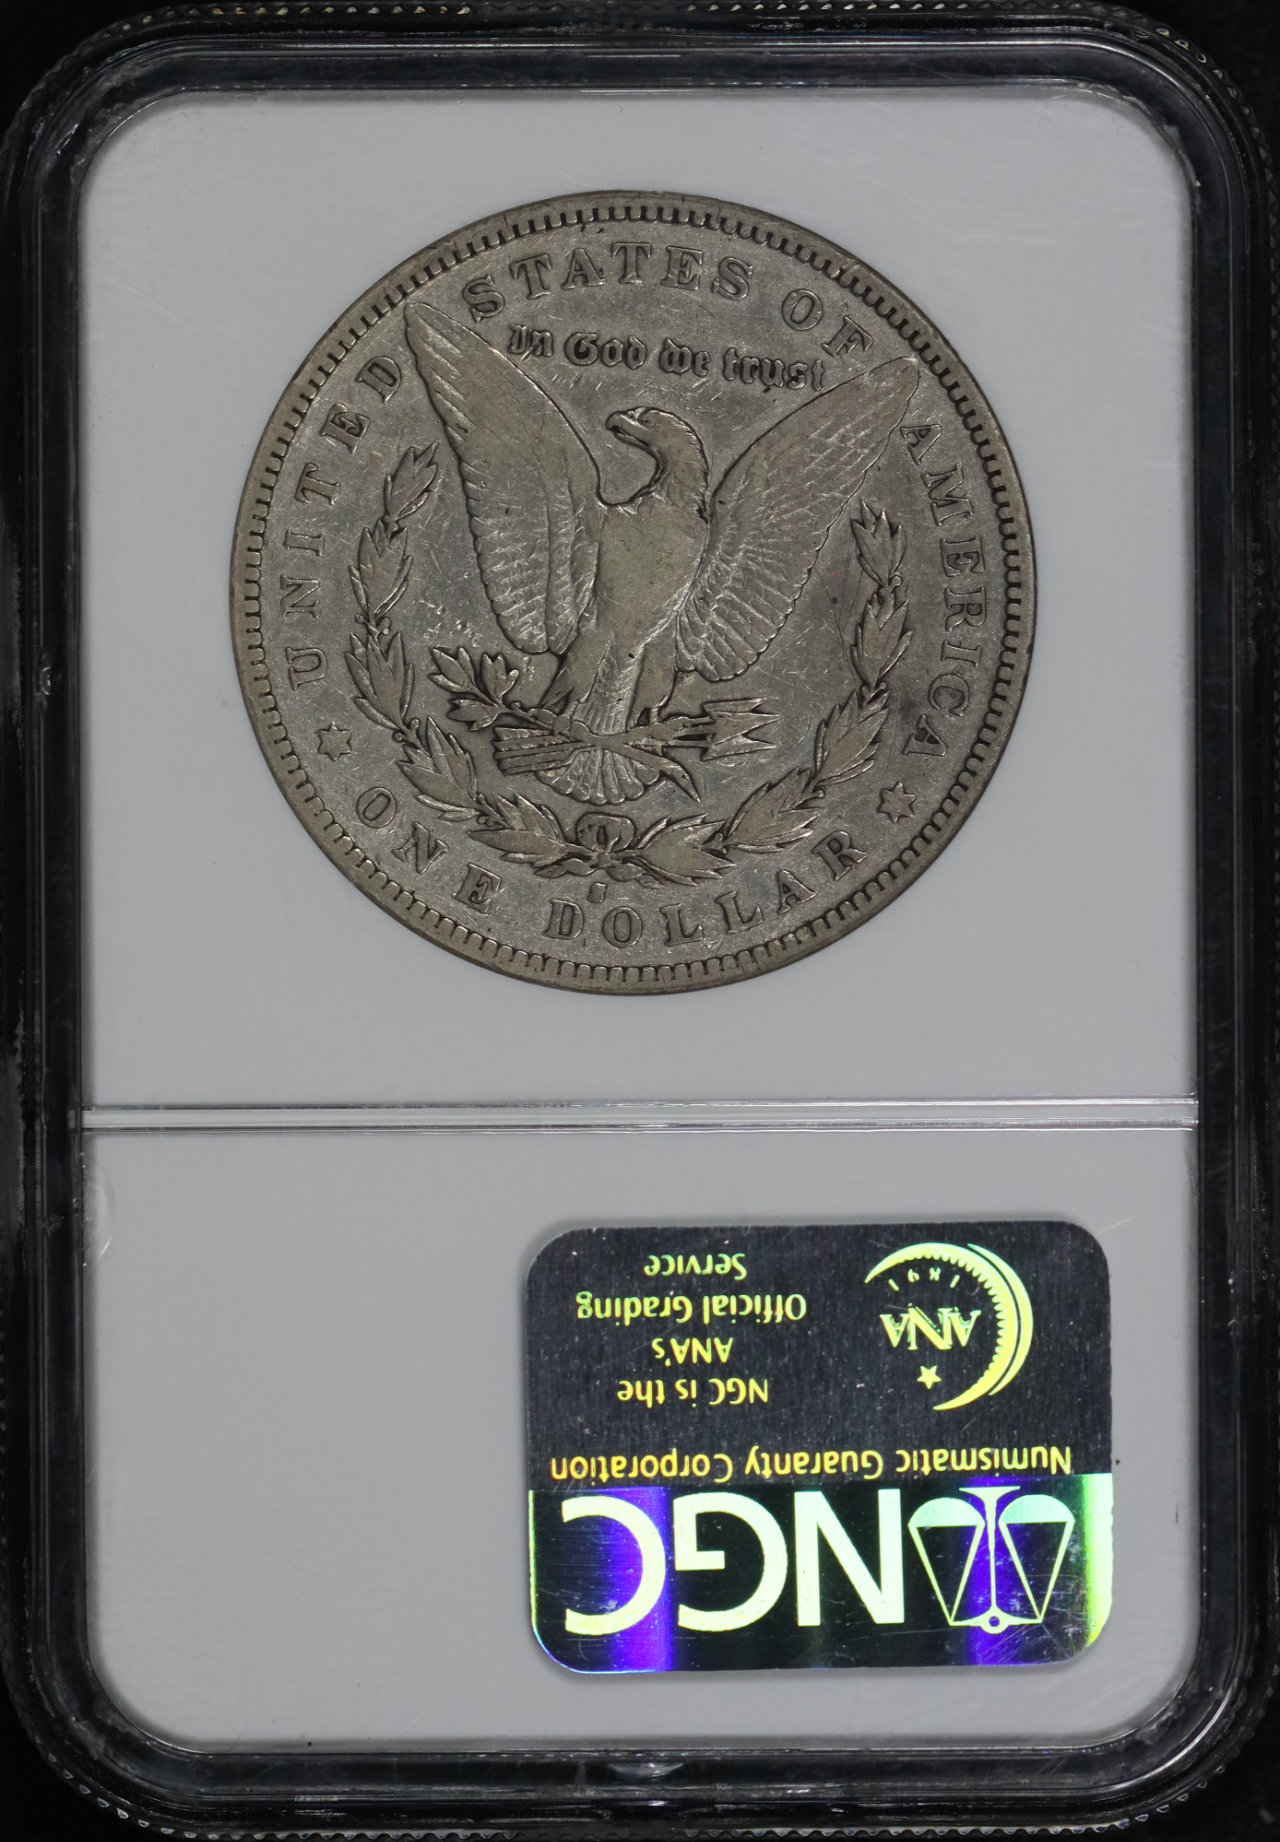 UNITED STATES OF AMERICA
In God we trust
S
ONE DOLLAR
NGC
Numismatic Guaranty Corporation
NGC is the
ANA's
Official Grading
Service
ANA
1891